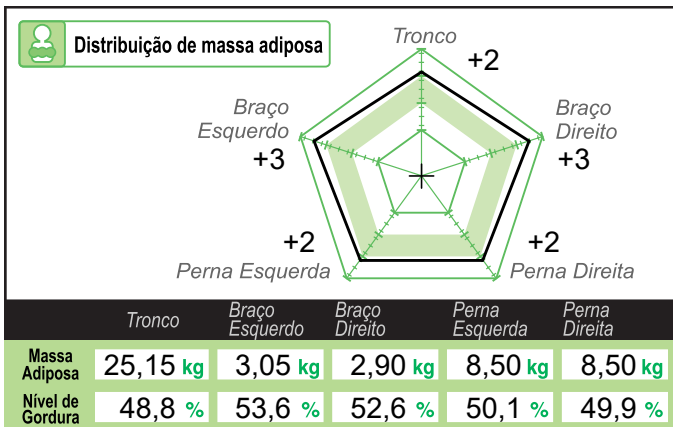 Distribuição de massa adiposa
Tronco
+2
Braço
Esquerdo
+3
Braço
Direito
+3
+2
Perna Esquerda
+2
Perna Direita
Tronco
Braço
Esquerdo
Braço
Direito
Perna
Esquerda
Perna
Direita
Massa
Adiposa
25,15 kg
3,05 kg
2,90 kg
8,50 kg
8,50 kg
Nível de
Gordura
48,8 %
53,6 %
52,6 %
50,1 %
49,9 %